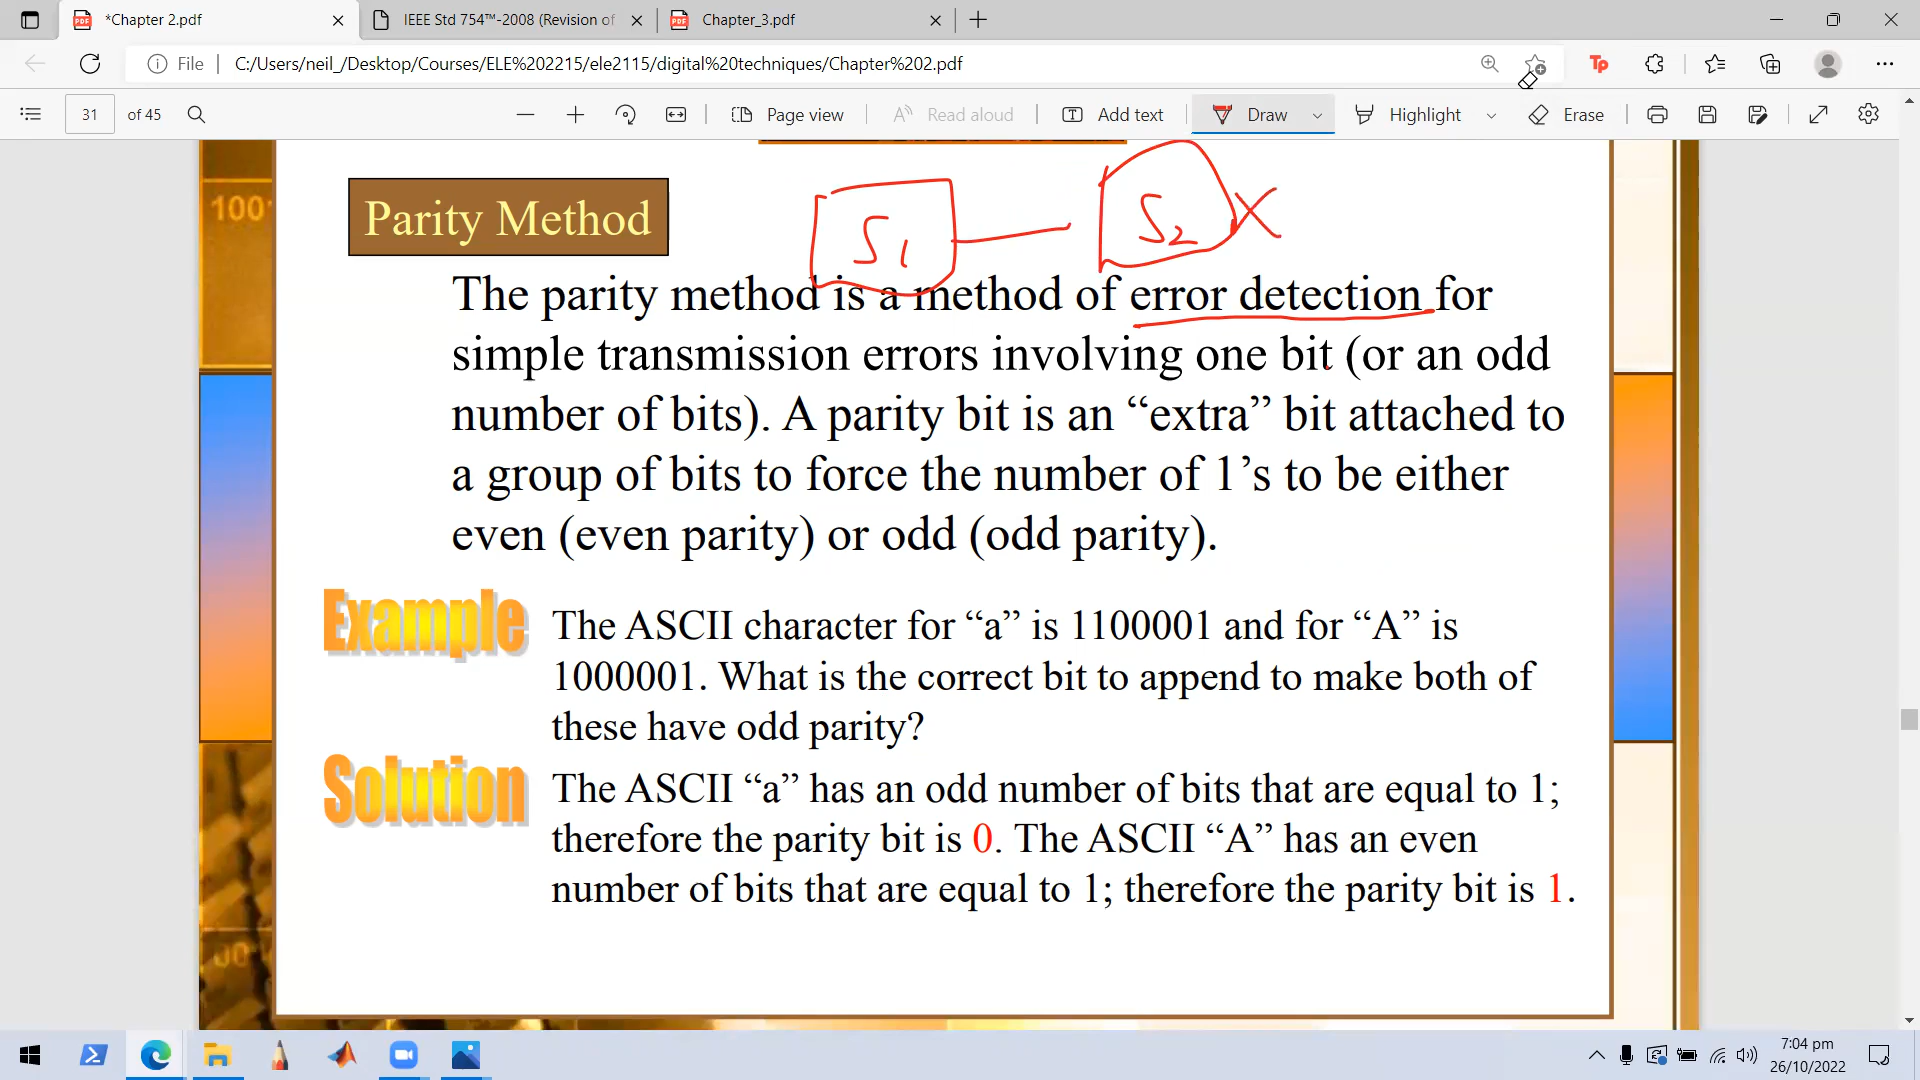 *Chapter 2.pdf
IEEE Std 754™-2008 (Revision of
Chapter_3.pdf
File
C:/Users/neil_/Desktop/Courses/ELE%202215/ele2115/digital%20techniques/Chapter%202.pdf
Tp
31 of 45
Page view
Read aloud
Add text
Draw
Highlight
Erase
100
Parity Method
S1
S2 X
The parity method is a method of error detection for
simple transmission errors involving one bit (or an odd
number of bits). A parity bit is an “extra” bit attached to
a group of bits to force the number of 1’s to be either
even (even parity) or odd (odd parity).
Example
The ASCII character for “a” is 1100001 and for “A” is
1000001. What is the correct bit to append to make both of
these have odd parity?
Solution
The ASCII “a” has an odd number of bits that are equal to 1;
therefore the parity bit is 0. The ASCII “A” has an even
number of bits that are equal to 1; therefore the parity bit is 1.
7:04 pm
26/10/2022